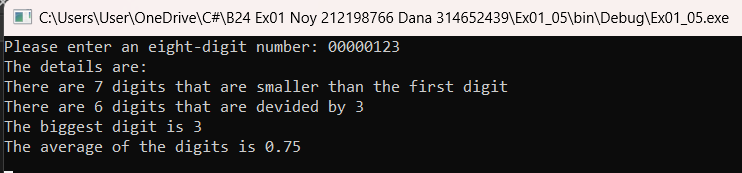 C:\Users\User\OneDrive\C#\B24 Ex01 Noy 212198766 Dana 314652439\Ex01_05\bin\Debug\Ex01_05.exe
Please enter an eight-digit number: 00000123
The details are:
There are 7 digits that are smaller than the first digit
There are 6 digits that are devided by 3
The biggest digit is 3
The average of the digits is 0.75